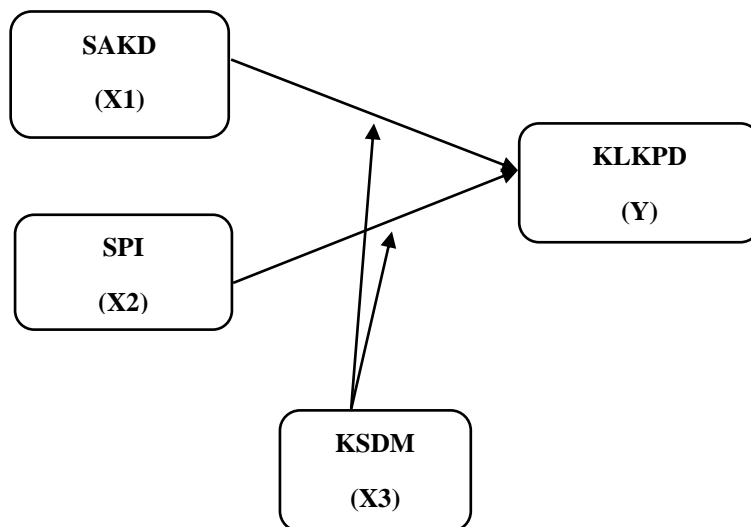 SAKD
(X1)
KLKPD
(Y)
SPI
(X2)
KSDM
(X3)